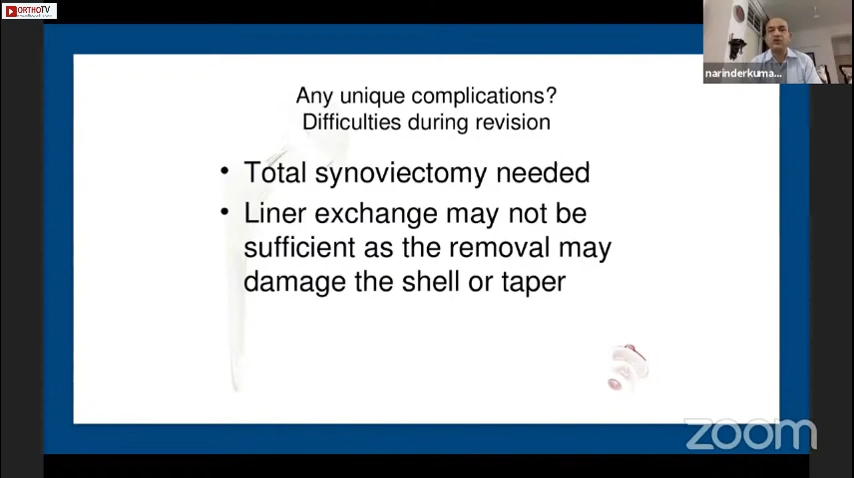 ORTHOTV
narinderkuma...
Any unique complications?
Difficulties during revision
• Total synoviectomy needed
• Liner exchange may not be
sufficient as the removal may
damage the shell or taper
zoom